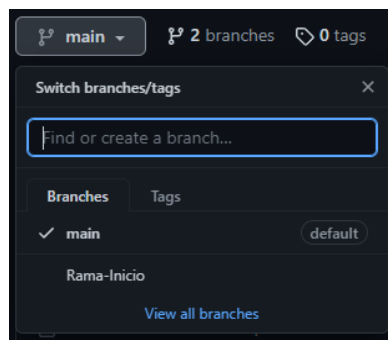 main 2 branches 0 tags
Switch branches/tags
Find or create a branch...
Branches Tags
main default
Rama-Inicio
View all branches